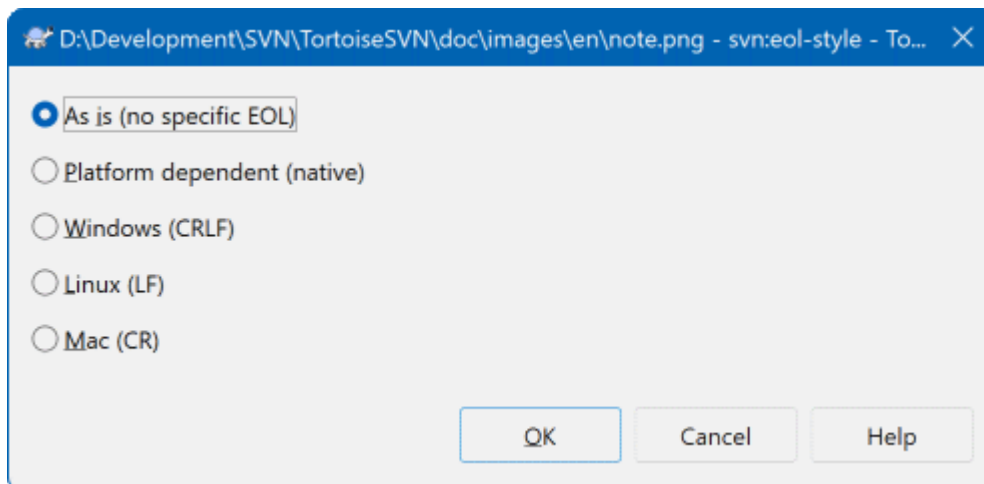 D:\Development\SVN\TortoiseSVN\doc\images\en\note.png - svn:eol-style - To...
As is (no specific EOL)
Platform dependent (native)
Windows (CRLF)
Linux (LF)
Mac (CR)
OK Cancel Help